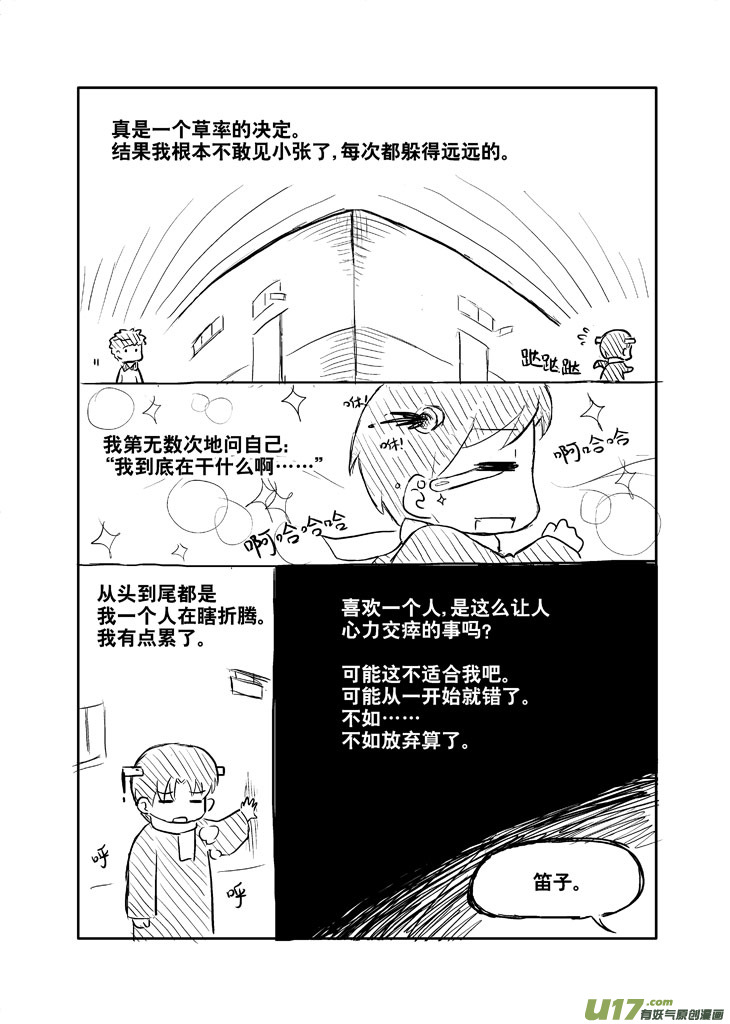 真是一个草率的决定。
结果我根本不敢见小张了，每次都躲得远远的。
跶跶跶
咻!
咻!
我第无数次地问自己：
“我到底在干什么啊……”
啊哈哈
啊哈哈哈
从头到尾都是
我一个人在瞎折腾。
我有点累了。
呼
呼
喜欢一个人，是这么让人
心力交瘁的事吗？
可能这不适合我吧。
可能从一开始就错了。
不如……
不如放弃算了。
笛子。
U17.com
有妖气原创漫画